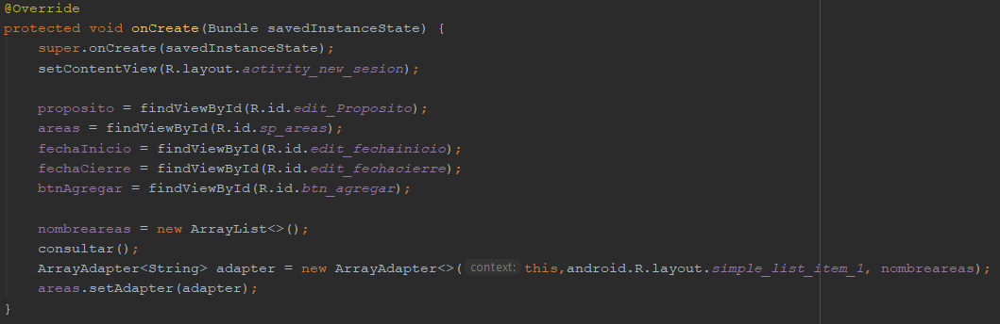 @Override
protected void onCreate(Bundle savedInstanceState) {
super.onCreate(savedInstanceState);
setContentView(R.layout.activity_new_sesion);
proposito = findViewById(R.id.edit_Proposito);
areas = findViewById(R.id.sp_areas);
fechaInicio = findViewById(R.id.edit_fechainicio);
fechaCierre = findViewById(R.id.edit_fechacierre);
btnAgregar = findViewById(R.id.btn_agregar);
nombreareas = new ArrayList<>();
consultar();
ArrayAdapter<String> adapter = new ArrayAdapter<>( context: this,android.R.layout.simple_list_item_1, nombreareas);
areas.setAdapter(adapter);
}